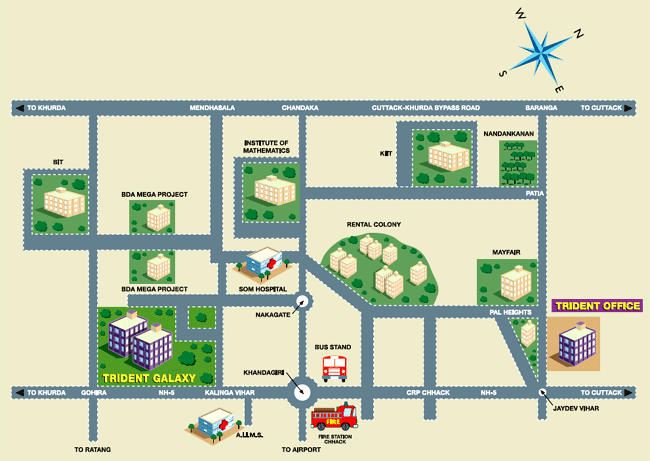 W
N
S
E
TO KHURDA
MENDHASALA
CHANDAKA
CUTTACK-KHURDA BYPASS ROAD
BARANGA
TO CUTTACK
NANDANKANAN
INSTITUTE OF
MATHEMATICS
KIIT
BIT
BDA MEGA PROJECT
PATIA
RENTAL COLONY
MAYFAIR
BDA MEGA PROJECT
SOM HOSPITAL
NAKAGATE
PAL HEIGHTS
TRIDENT OFFICE
BUS STAND
KHANDAGIRI
TRIDENT GALAXY
TO KHURDA
GOHIRA
NH-5
KALINGA VIHAR
CRP CHHACK
NH-5
TO CUTTACK
JAYDEV VIHAR
FIRE
A.I.I.M.S.
FIRE STATION
CHHACK
TO RATANG
TO AIRPORT